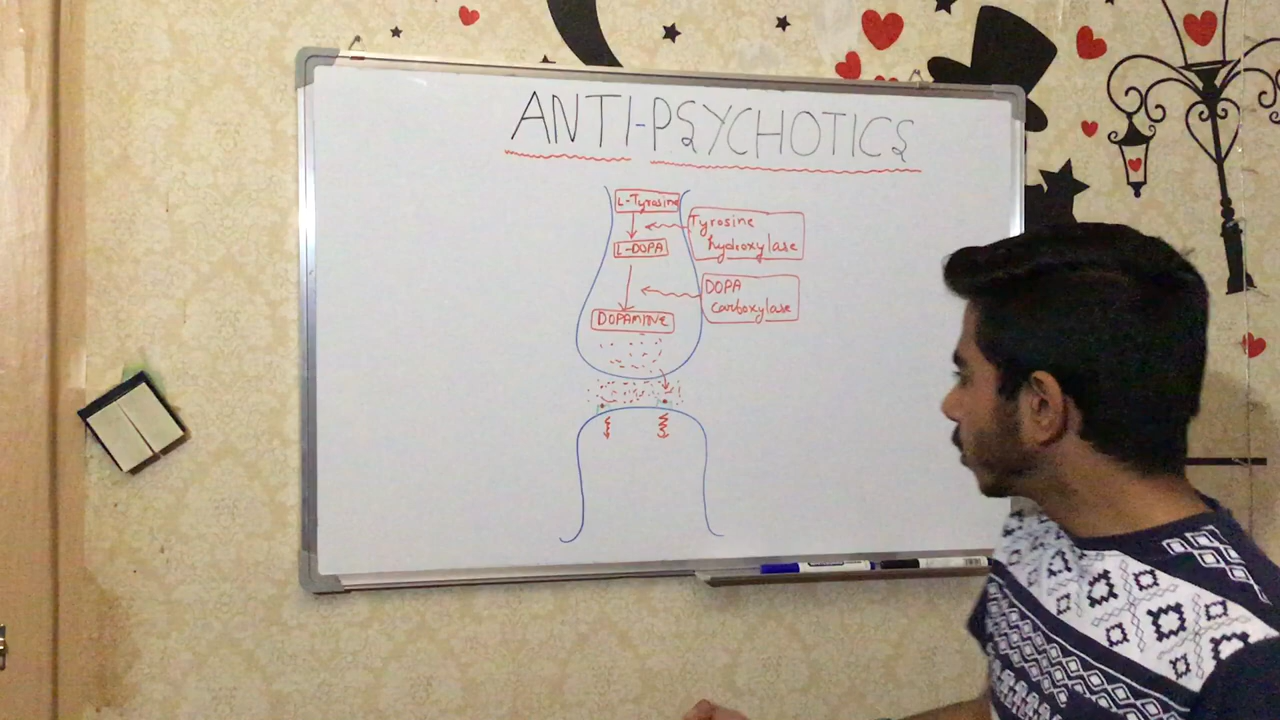 ANTI-PSYCHOTICS
L-Tyrosine
Tyrosine
hydroxylase
L-DOPA
DOPA
carboxylase
DOPAMINE